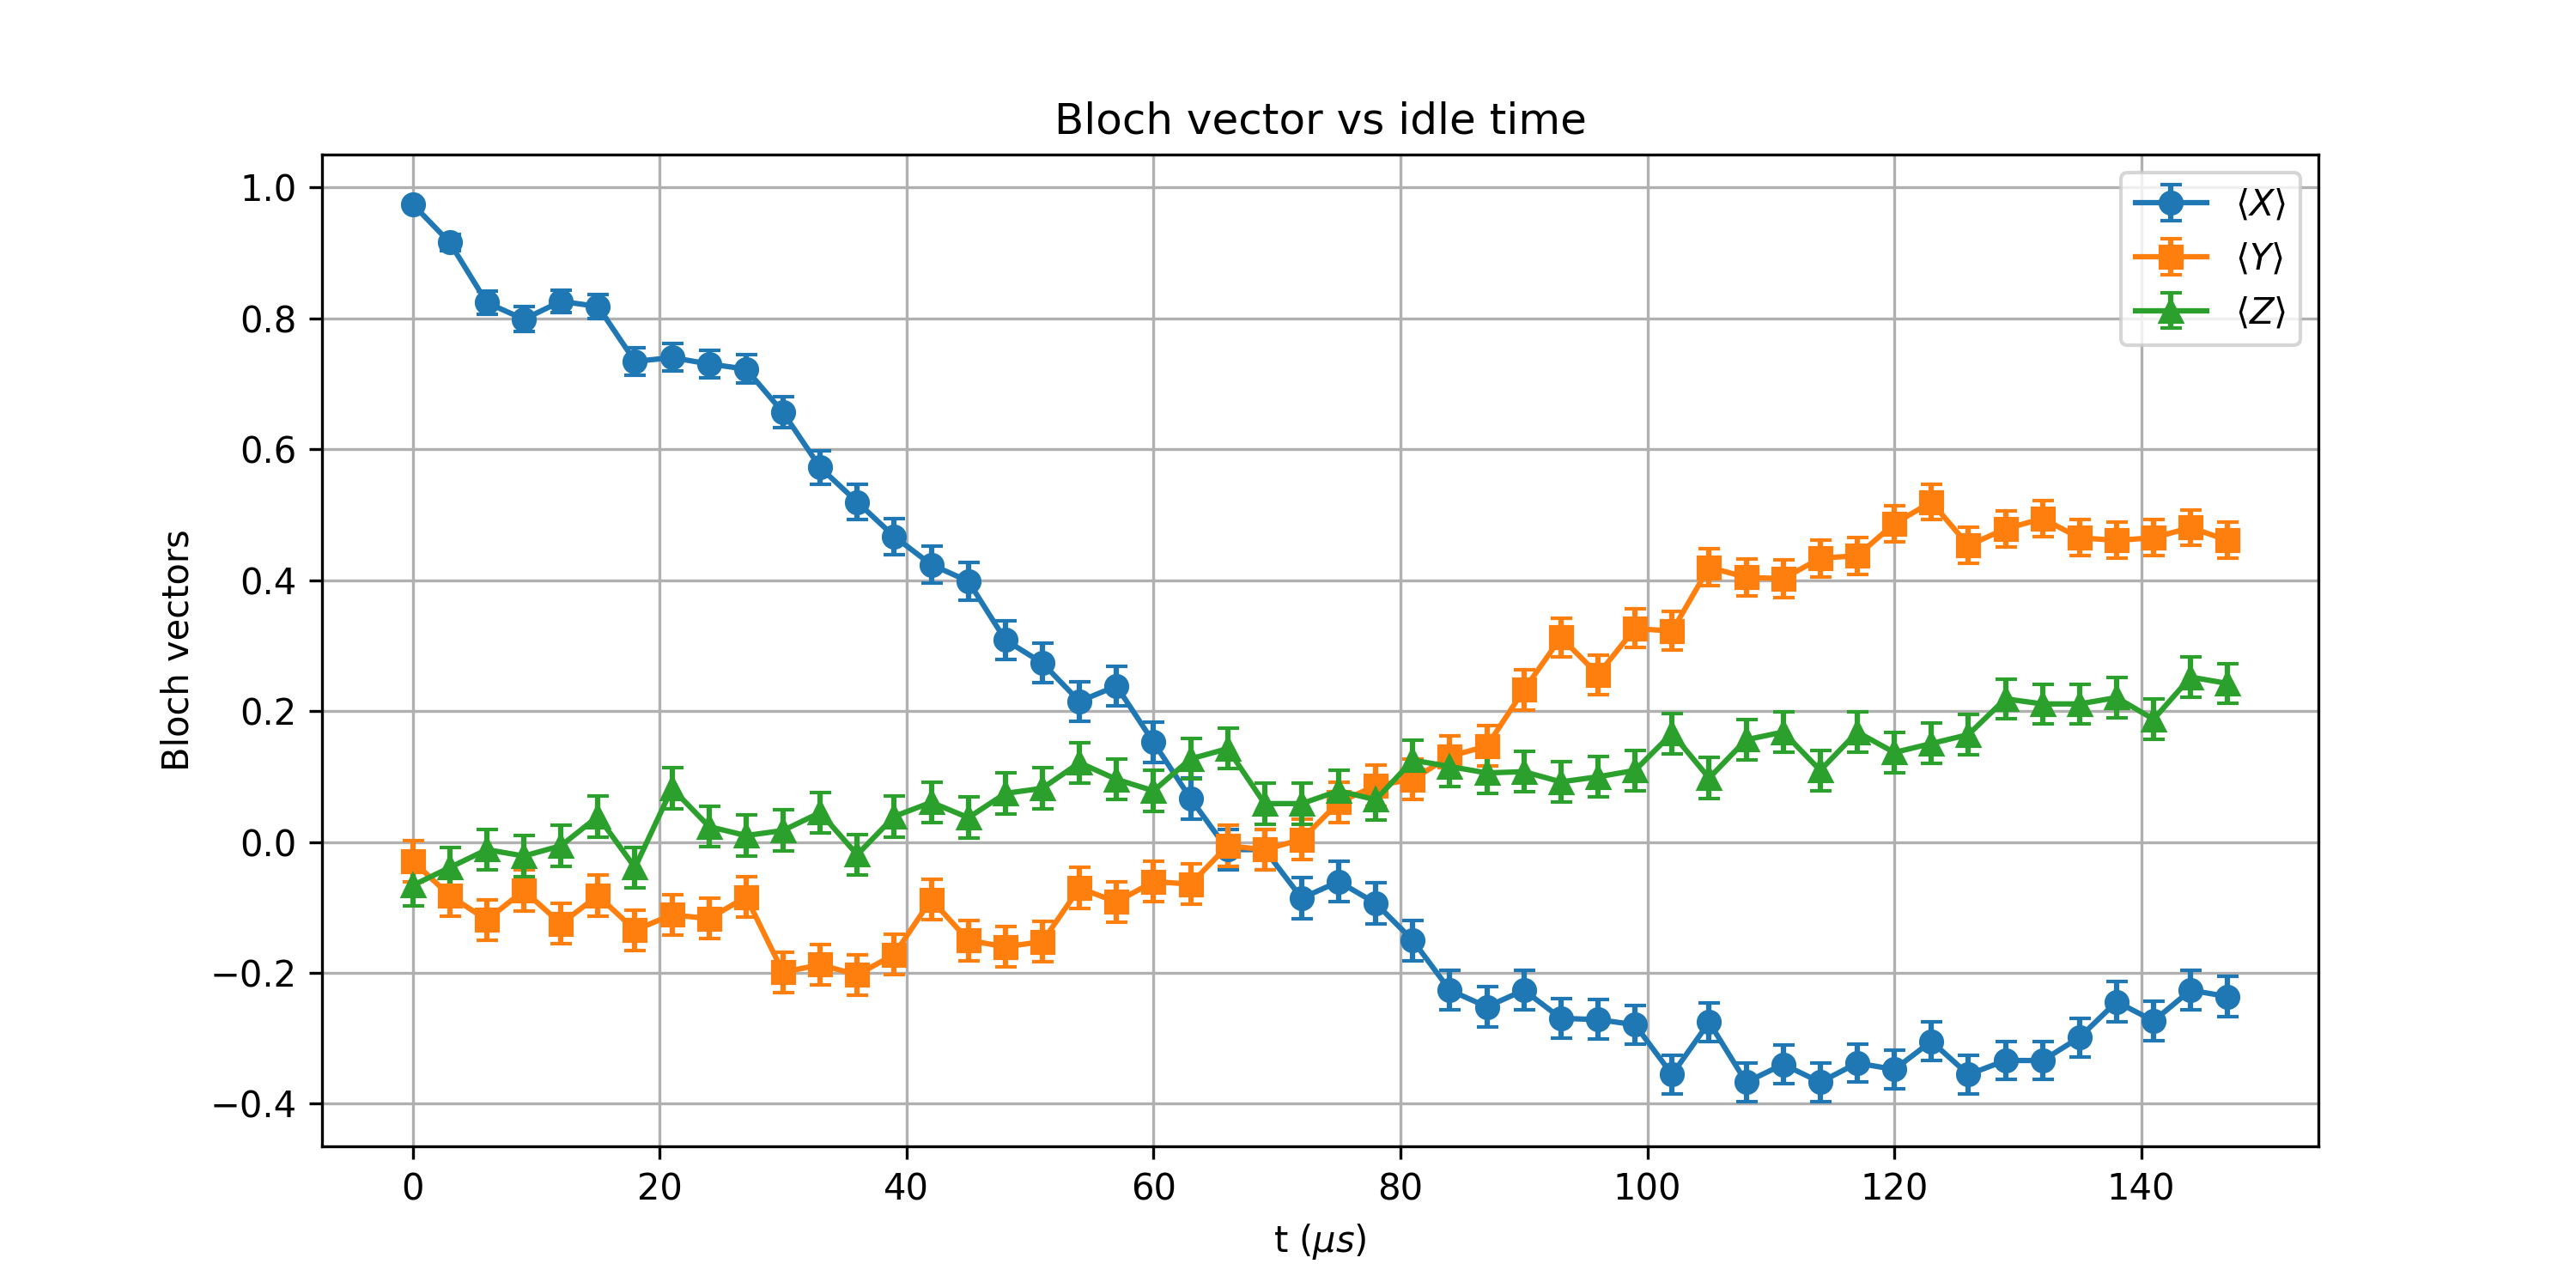 Bloch vector vs idle time
⟨X⟩
⟨Y⟩
⟨Z⟩
Bloch vectors
1.0
0.8
0.6
0.4
0.2
0.0
−0.2
−0.4
0 20 40 60 80 100 120 140
t (μs)